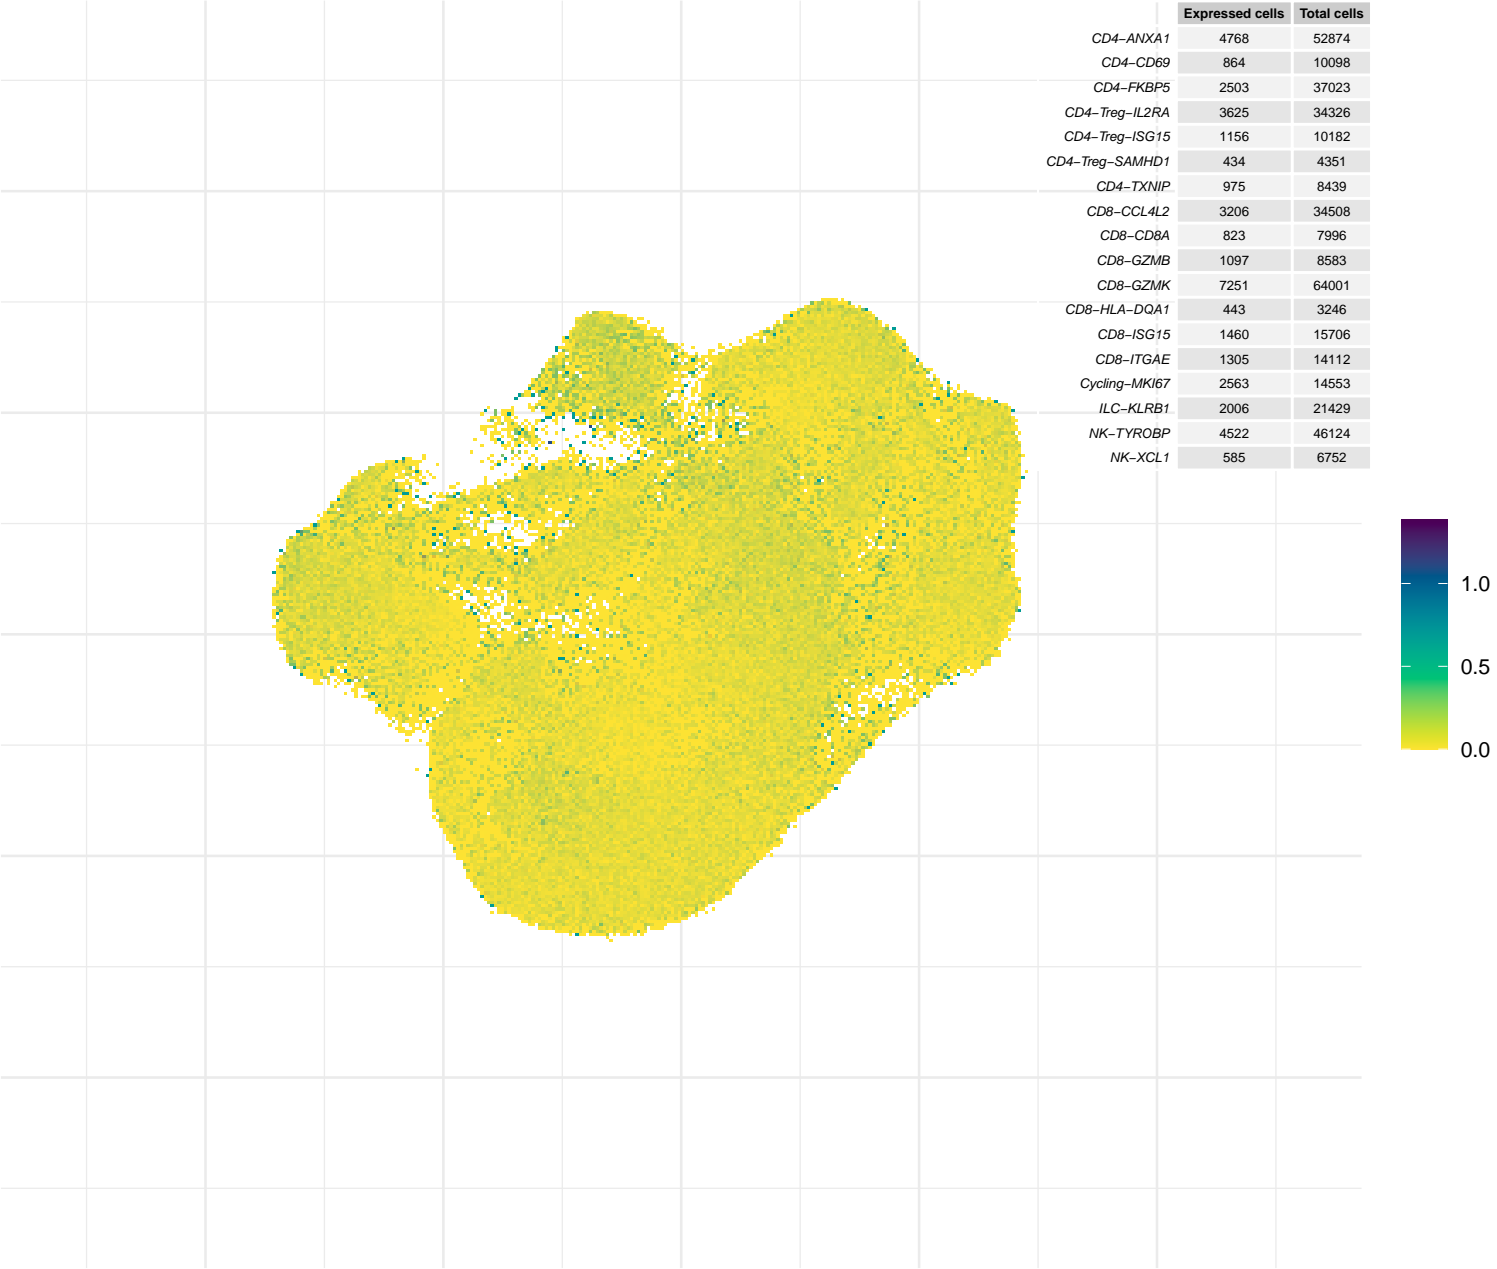 Expressed cells Total cells
CD4−ANXA1 4768 52874
CD4−CD69 864 10098
CD4−FKBP5 2503 37023
CD4−Treg−IL2RA 3625 34326
CD4−Treg−ISG15 1156 10182
CD4−Treg−SAMHD1 434 4351
CD4−TXNIP 975 8439
CD8−CCL4L2 3206 34508
CD8−CD8A 823 7996
CD8−GZMB 1097 8583
CD8−GZMK 7251 64001
CD8−HLA−DQA1 443 3246
CD8−ISG15 1460 15706
CD8−ITGAE 1305 14112
Cycling−MKI67 2563 14553
ILC−KLRB1 2006 21429
NK−TYROBP 4522 46124
NK−XCL1 585 6752
1.0
0.5
0.0